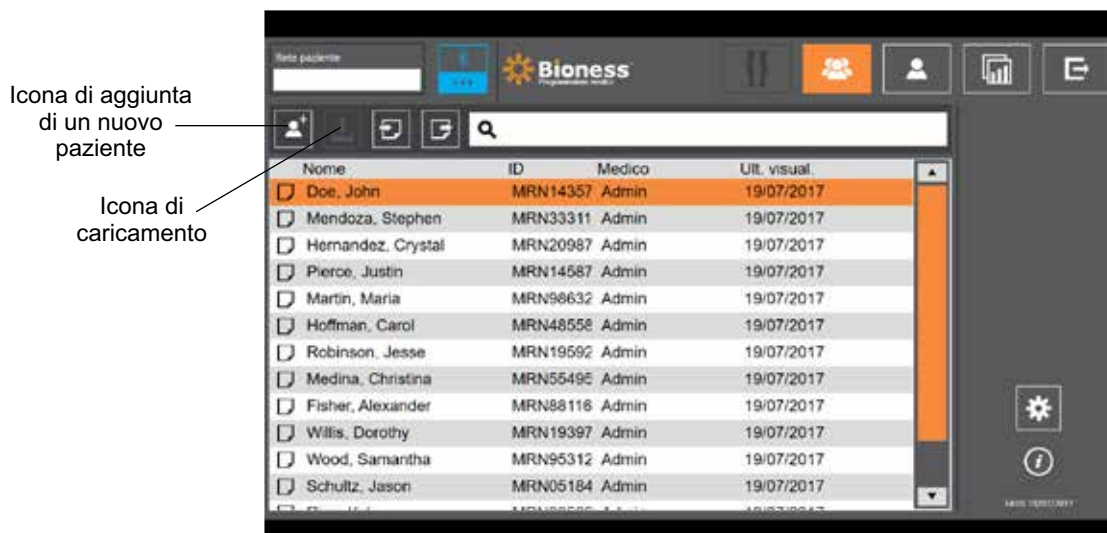 Icona di aggiunta
di un nuovo
paziente
Icona di
caricamento
Rete paziente
Bioness
Nome ID Medico Ult. visual.
Doe, John MRN14357 Admin 19/07/2017
Mendoza, Stephen MRN33311 Admin 19/07/2017
Hernandez, Crystal MRN20987 Admin 19/07/2017
Pierce, Justin MRN14587 Admin 19/07/2017
Martin, Maria MRN98632 Admin 19/07/2017
Hoffman, Carol MRN48558 Admin 19/07/2017
Robinson, Jesse MRN19592 Admin 19/07/2017
Medina, Christina MRN55495 Admin 19/07/2017
Fisher, Alexander MRN88116 Admin 19/07/2017
Willis, Dorothy MRN19397 Admin 19/07/2017
Wood, Samantha MRN95312 Admin 19/07/2017
Schultz, Jason MRN05184 Admin 19/07/2017